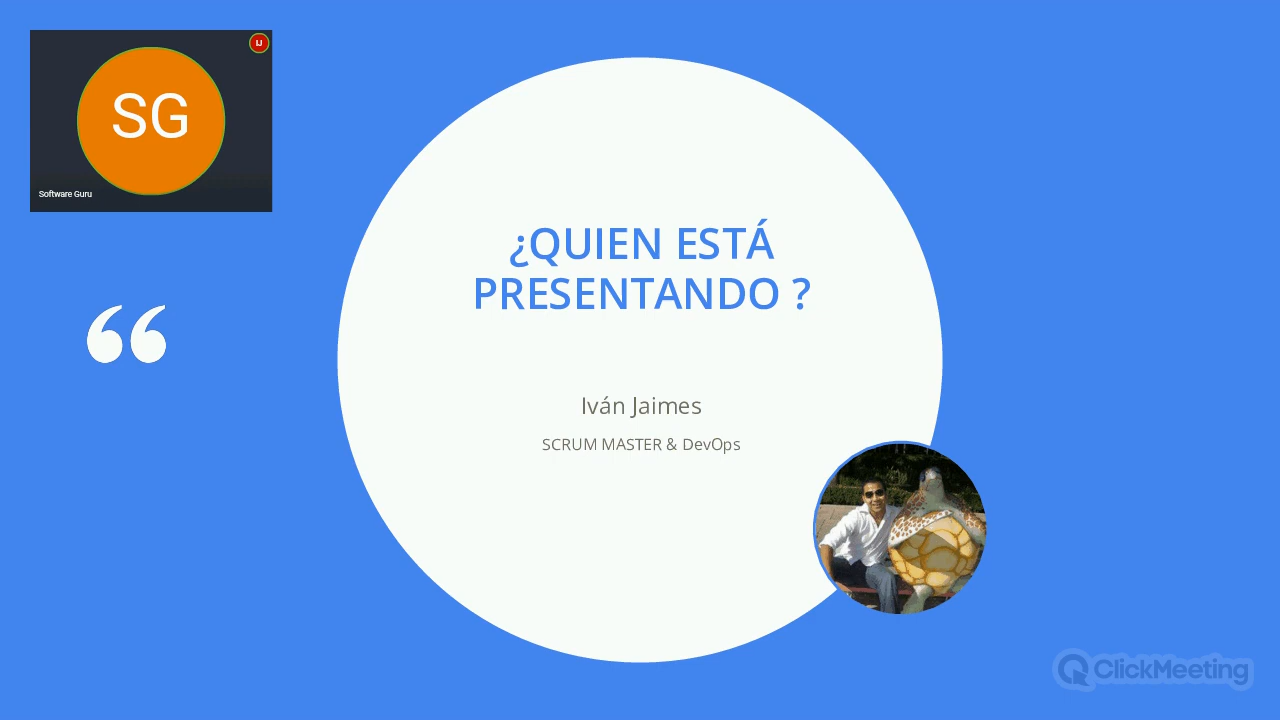 SG
IJ
Software Guru
“
¿QUIEN ESTÁ
PRESENTANDO ?
Iván Jaimes
SCRUM MASTER & DevOps
ClickMeeting